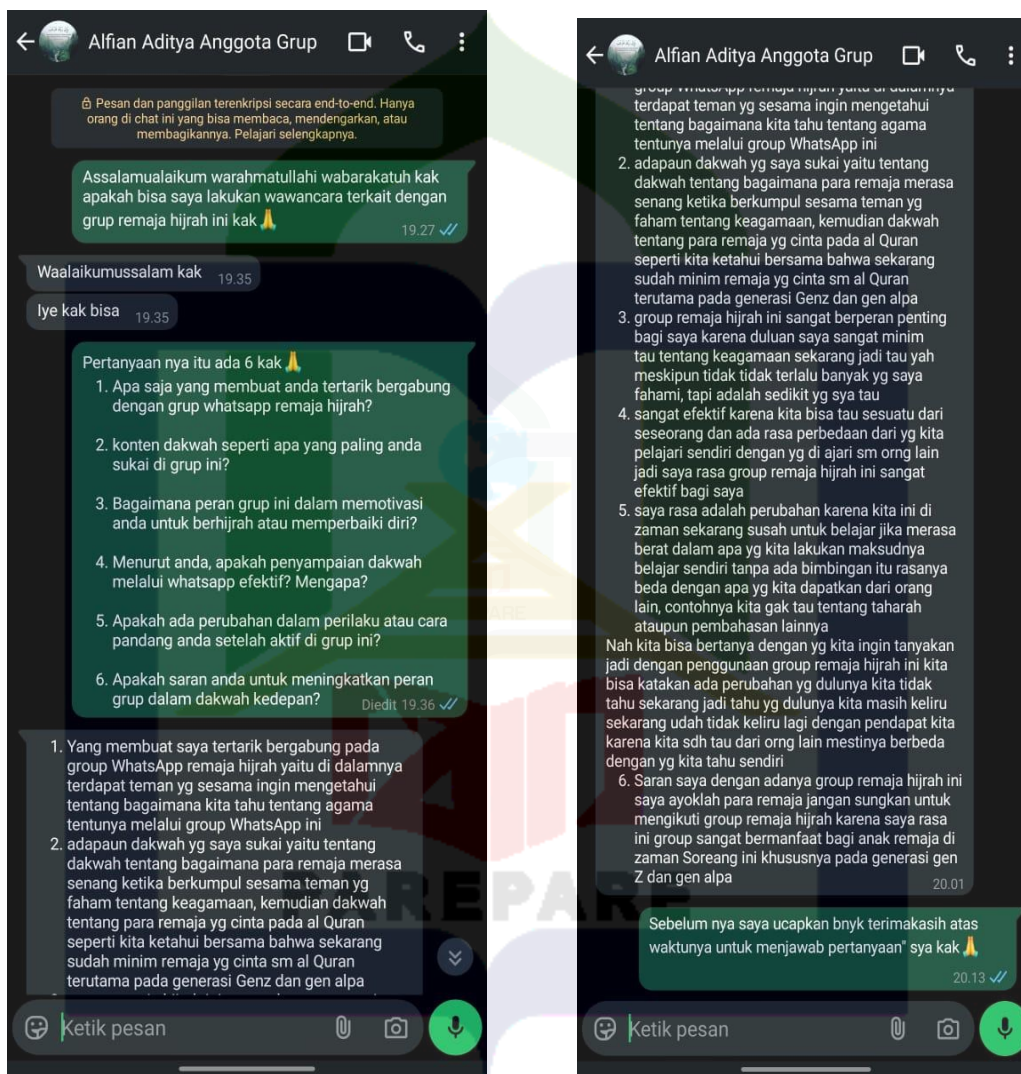 Alfian Aditya Anggota Grup
Pesan dan panggilan terenkripsi secara end-to-end. Hanya
orang di chat ini yang bisa membaca, mendengarkan, atau
membagikannya. Pelajari selengkapnya.
Assalamualaikum warahmatullahi wabarakatuh kak
apakah bisa saya lakukan wawancara terkait dengan
grup remaja hijrah ini kak🙏
19.27
Waalaikumussalam kak 19.35
Iye kak bisa 19.35
Pertanyaan nya itu ada 6 kak🙏
1. Apa saja yang membuat anda tertarik bergabung
dengan grup whatsapp remaja hijrah?
2. konten dakwah seperti apa yang paling anda
sukai di grup ini?
3. Bagaimana peran grup ini dalam memotivasi
anda untuk berhijrah atau memperbaiki diri?
4. Menurut anda, apakah penyampaian dakwah
melalui whatsapp efektif? Mengapa?
5. Apakah ada perubahan dalam perilaku atau cara
pandang anda setelah aktif di grup ini?
6. Apakah saran anda untuk meningkatkan peran
grup dalam dakwah kedepan? Diedit 19.36
1. Yang membuat saya tertarik bergabung pada
group WhatsApp remaja hijrah yaitu di dalamnya
terdapat teman yg sesama ingin mengetahui
tentang bagaimana kita tahu tentang agama
tentunya melalui group WhatsApp ini
2. adapaun dakwah yg saya sukai yaitu tentang
dakwah tentang bagaimana para remaja merasa
senang ketika berkumpul sesama teman yg
faham tentang keagamaan, kemudian dakwah
tentang para remaja yg cinta pada al Quran
seperti kita ketahui bersama bahwa sekarang
sudah minim remaja yg cinta sm al Quran
terutama pada generasi Genz dan gen alpa
Ketik pesan
Alfian Aditya Anggota Grup
group WhatsApp remaja hijrah yaitu di dalamnya
terdapat teman yg sesama ingin mengetahui
tentang bagaimana kita tahu tentang agama
tentunya melalui group WhatsApp ini
2. adapaun dakwah yg saya sukai yaitu tentang
dakwah tentang bagaimana para remaja merasa
senang ketika berkumpul sesama teman yg
faham tentang keagamaan, kemudian dakwah
tentang para remaja yg cinta pada al Quran
seperti kita ketahui bersama bahwa sekarang
sudah minim remaja yg cinta sm al Quran
terutama pada generasi Genz dan gen alpa
3. group remaja hijrah ini sangat berperan penting
bagi saya karena duluan saya sangat minim
tau tentang keagamaan sekarang jadi tau yah
meskipun tidak tidak terlalu banyak yg saya
fahami, tapi adalah sedikit yg sya tau
4. sangat efektif karena kita bisa tau sesuatu dari
seseorang dan ada rasa perbedaan dari yg kita
pelajari sendiri dengan yg di ajari sm orng lain
jadi saya rasa group remaja hijrah ini sangat
efektif bagi saya
5. saya rasa adalah perubahan karena kita ini di
zaman sekarang susah untuk belajar jika merasa
berat dalam apa yg kita lakukan maksudnya
belajar sendiri tanpa ada bimbingan itu rasanya
beda dengan apa yg kita dapatkan dari orang
lain, contohnya kita gak tau tentang taharah
ataupun pembahasan lainnya
Nah kita bisa bertanya dengan yg kita ingin tanyakan
jadi dengan penggunaan group remaja hijrah ini kita
bisa katakan ada perubahan yg dulunya kita tidak
tahu sekarang jadi tahu yg dulunya kita masih keliru
sekarang udah tidak keliru lagi dengan pendapat kita
karena kita sdh tau dari orng lain mestinya berbeda
dengan yg kita tahu sendiri
6. Saran saya dengan adanya group remaja hijrah ini
saya ayoklah para remaja jangan sungkan untuk
mengikuti group remaja hijrah karena saya rasa
ini group sangat bermanfaat bagi anak remaja di
zaman Soreang ini khususnya pada generasi gen
Z dan gen alpa
20.01
Sebelum nya saya ucapkan bnyk terimakasih atas
waktunya untuk menjawab pertanyaan" sya kak🙏
20.13
Ketik pesan
PAREPARE